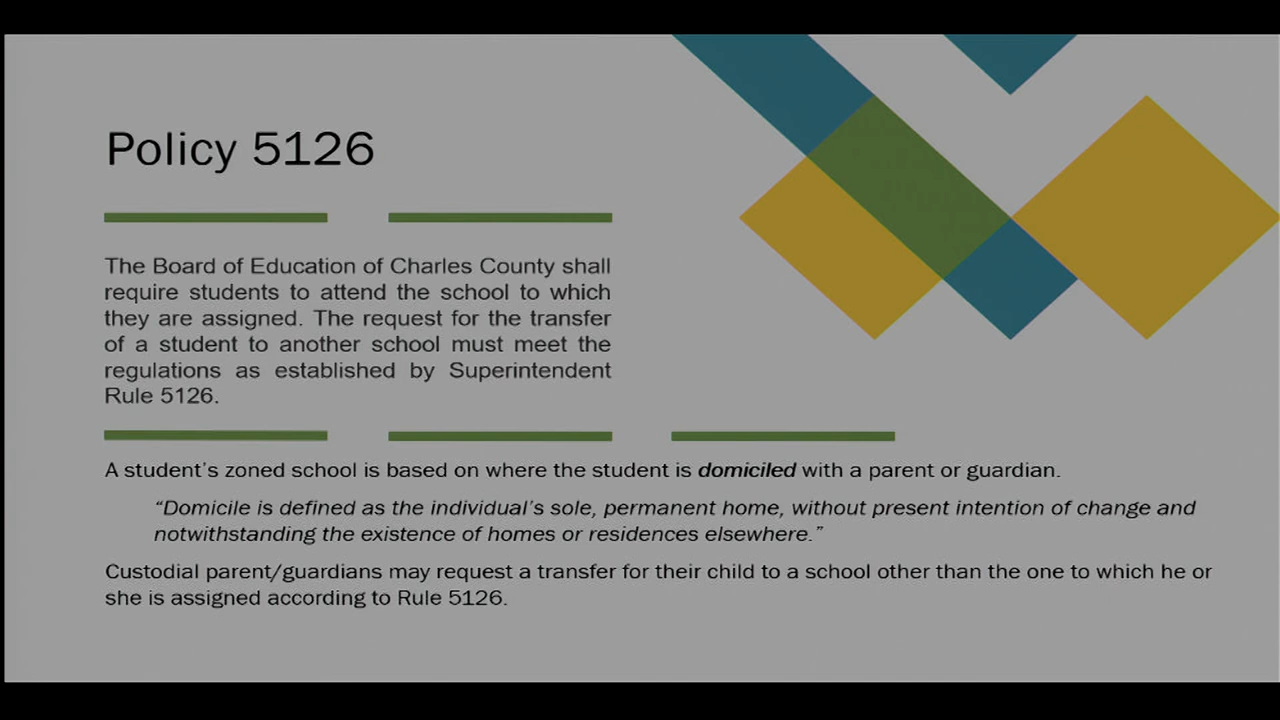 Policy 5126
The Board of Education of Charles County shall
require students to attend the school to which
they are assigned. The request for the transfer
of a student to another school must meet the
regulations as established by Superintendent
Rule 5126.
A student’s zoned school is based on where the student is domiciled with a parent or guardian.
“Domicile is defined as the individual’s sole, permanent home, without present intention of change and
notwithstanding the existence of homes or residences elsewhere.”
Custodial parent/guardians may request a transfer for their child to a school other than the one to which he or
she is assigned according to Rule 5126.